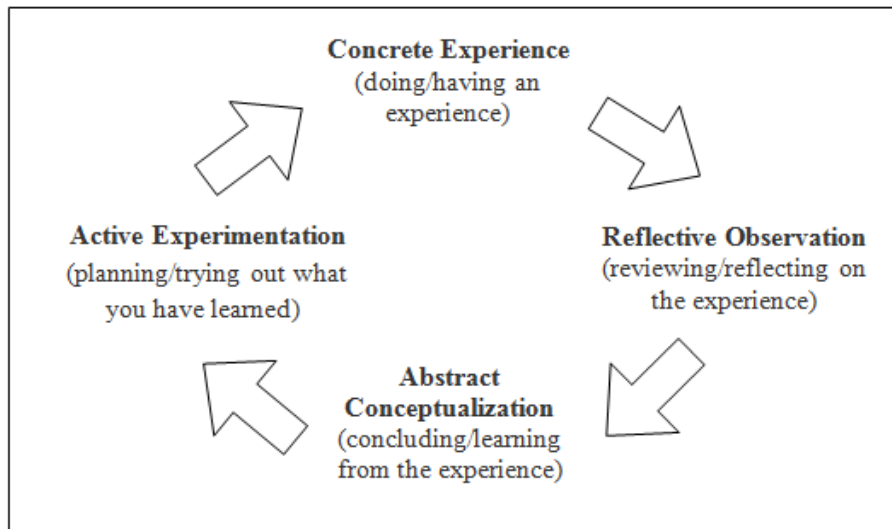 Concrete Experience
(doing/having an
experience)
Active Experimentation
(planning/trying out what
you have learned)
Reflective Observation
(reviewing/reflecting on
the experience)
Abstract
Conceptualization
(concluding/learning
from the experience)